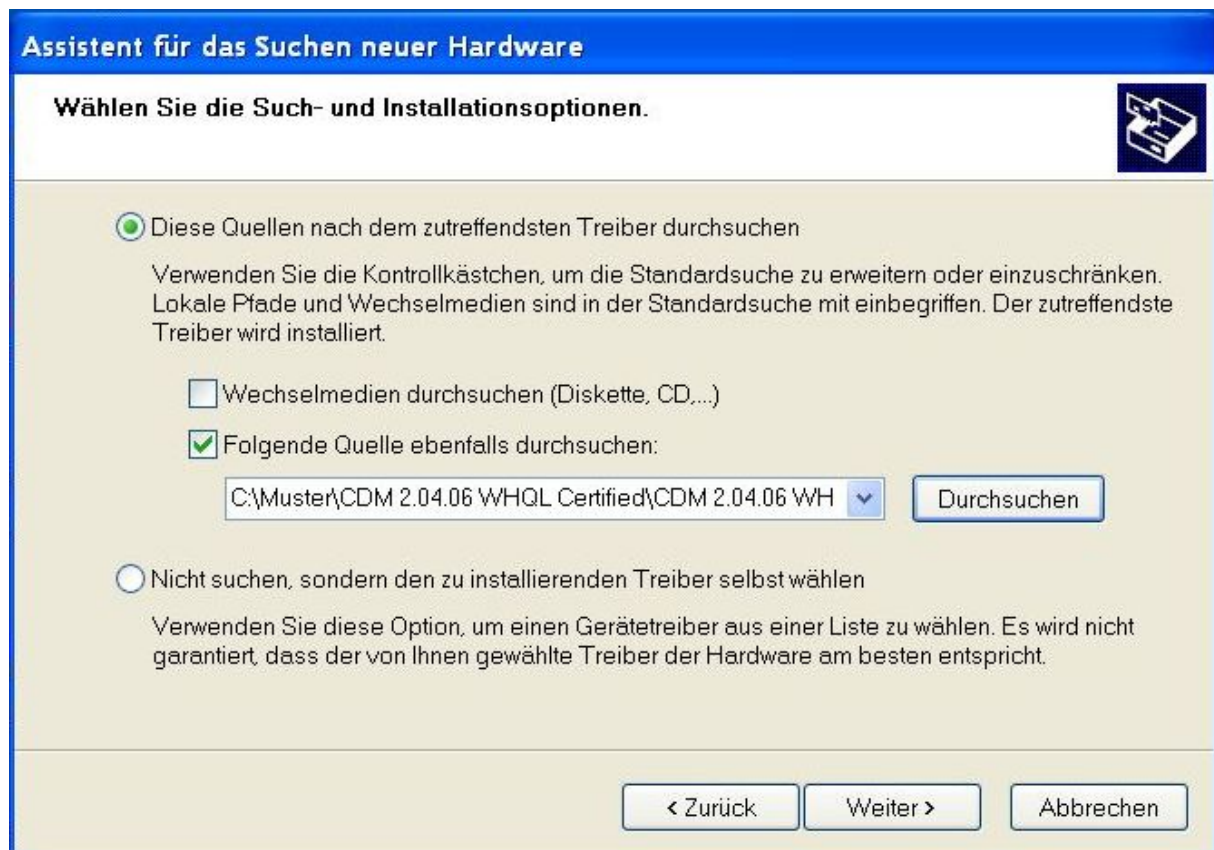 Assistent für das Suchen neuer Hardware
Wählen Sie die Such- und Installationsoptionen.
Diese Quellen nach dem zutreffendsten Treiber durchsuchen
Verwenden Sie die Kontrollkästchen, um die Standardsuche zu erweitern oder einzuschränken.
Lokale Pfade und Wechselmedien sind in der Standardsuche mit einbegriffen. Der zutreffendste
Treiber wird installiert.
Wechselmedien durchsuchen (Diskette, CD,...)
Folgende Quelle ebenfalls durchsuchen:
C:\Muster\CDM 2.04.06 WHQL Certified\CDM 2.04.06 WH
Durchsuchen
Nicht suchen, sondern den zu installierenden Treiber selbst wählen
Verwenden Sie diese Option, um einen Gerätetreiber aus einer Liste zu wählen. Es wird nicht
garantiert, dass der von Ihnen gewählte Treiber der Hardware am besten entspricht.
< Zurück Weiter > Abbrechen